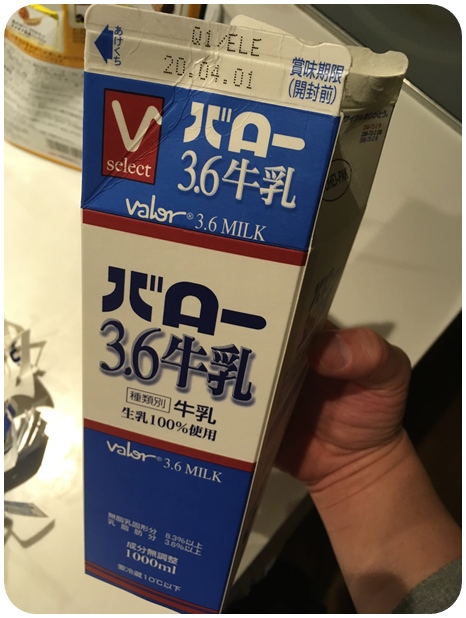 あけくち
Q1/ELE
20.04.01
賞味期限
(開封前)
V
select
バロー
3.6牛乳
valor® 3.6 MILK
バロー
3.6牛乳
種類別 牛乳
生乳100%使用
valor® 3.6 MILK
無脂乳固形分 8.3%以上
乳脂肪分 3.6%以上
成分無調整
1000ml
要冷蔵10℃以下